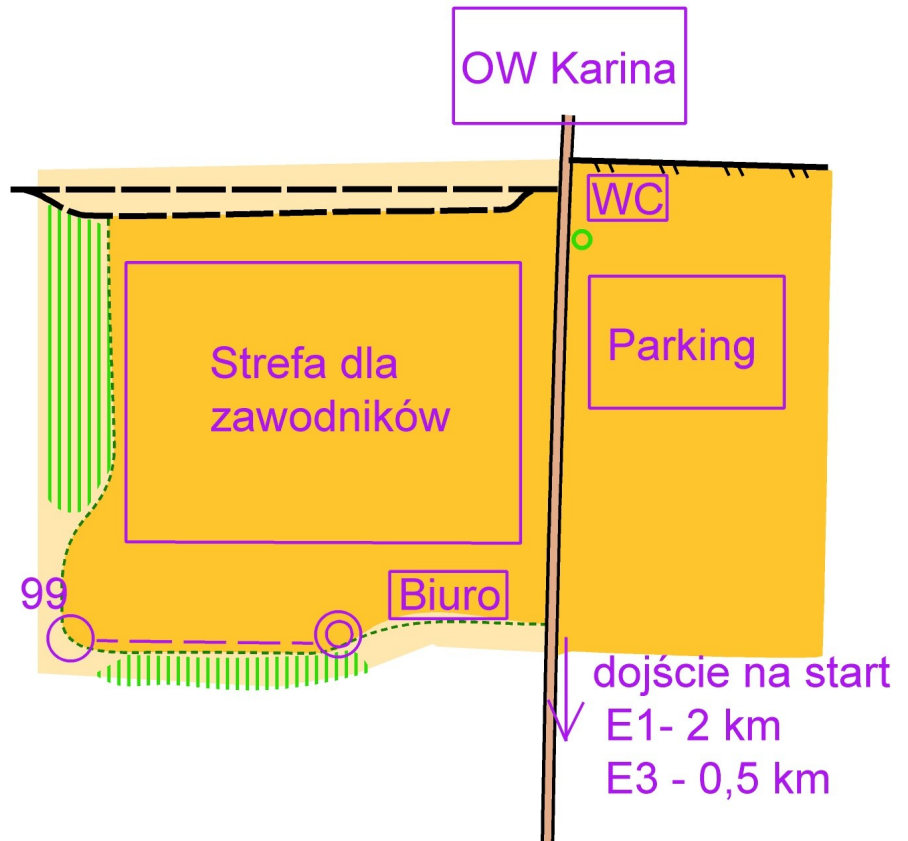 OW Karina
WC
Parking
Strefa dla
zawodników
99
Biuro
dojście na start
E1- 2 km
E3 - 0,5 km